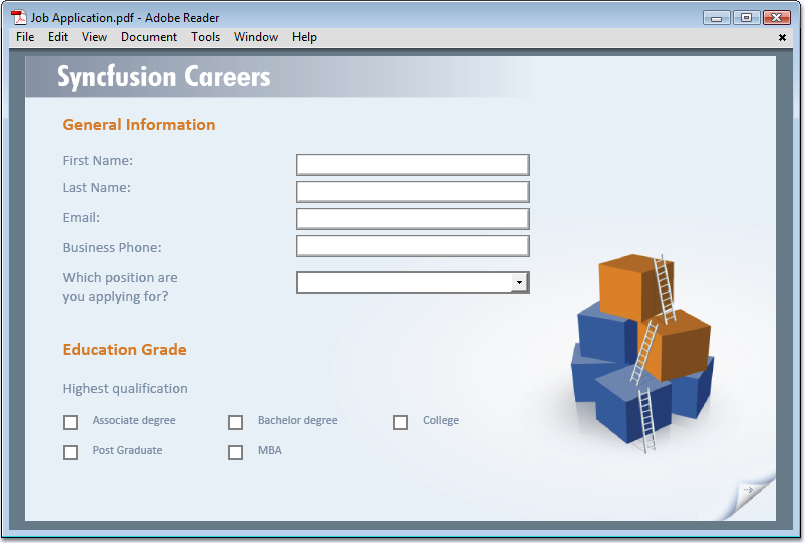 Job Application.pdf - Adobe Reader
File Edit View Document Tools Window Help
Syncfusion Careers
General Information
First Name:
Last Name:
Email:
Business Phone:
Which position are
you applying for?
Education Grade
Highest qualification
Associate degree Bachelor degree College
Post Graduate MBA